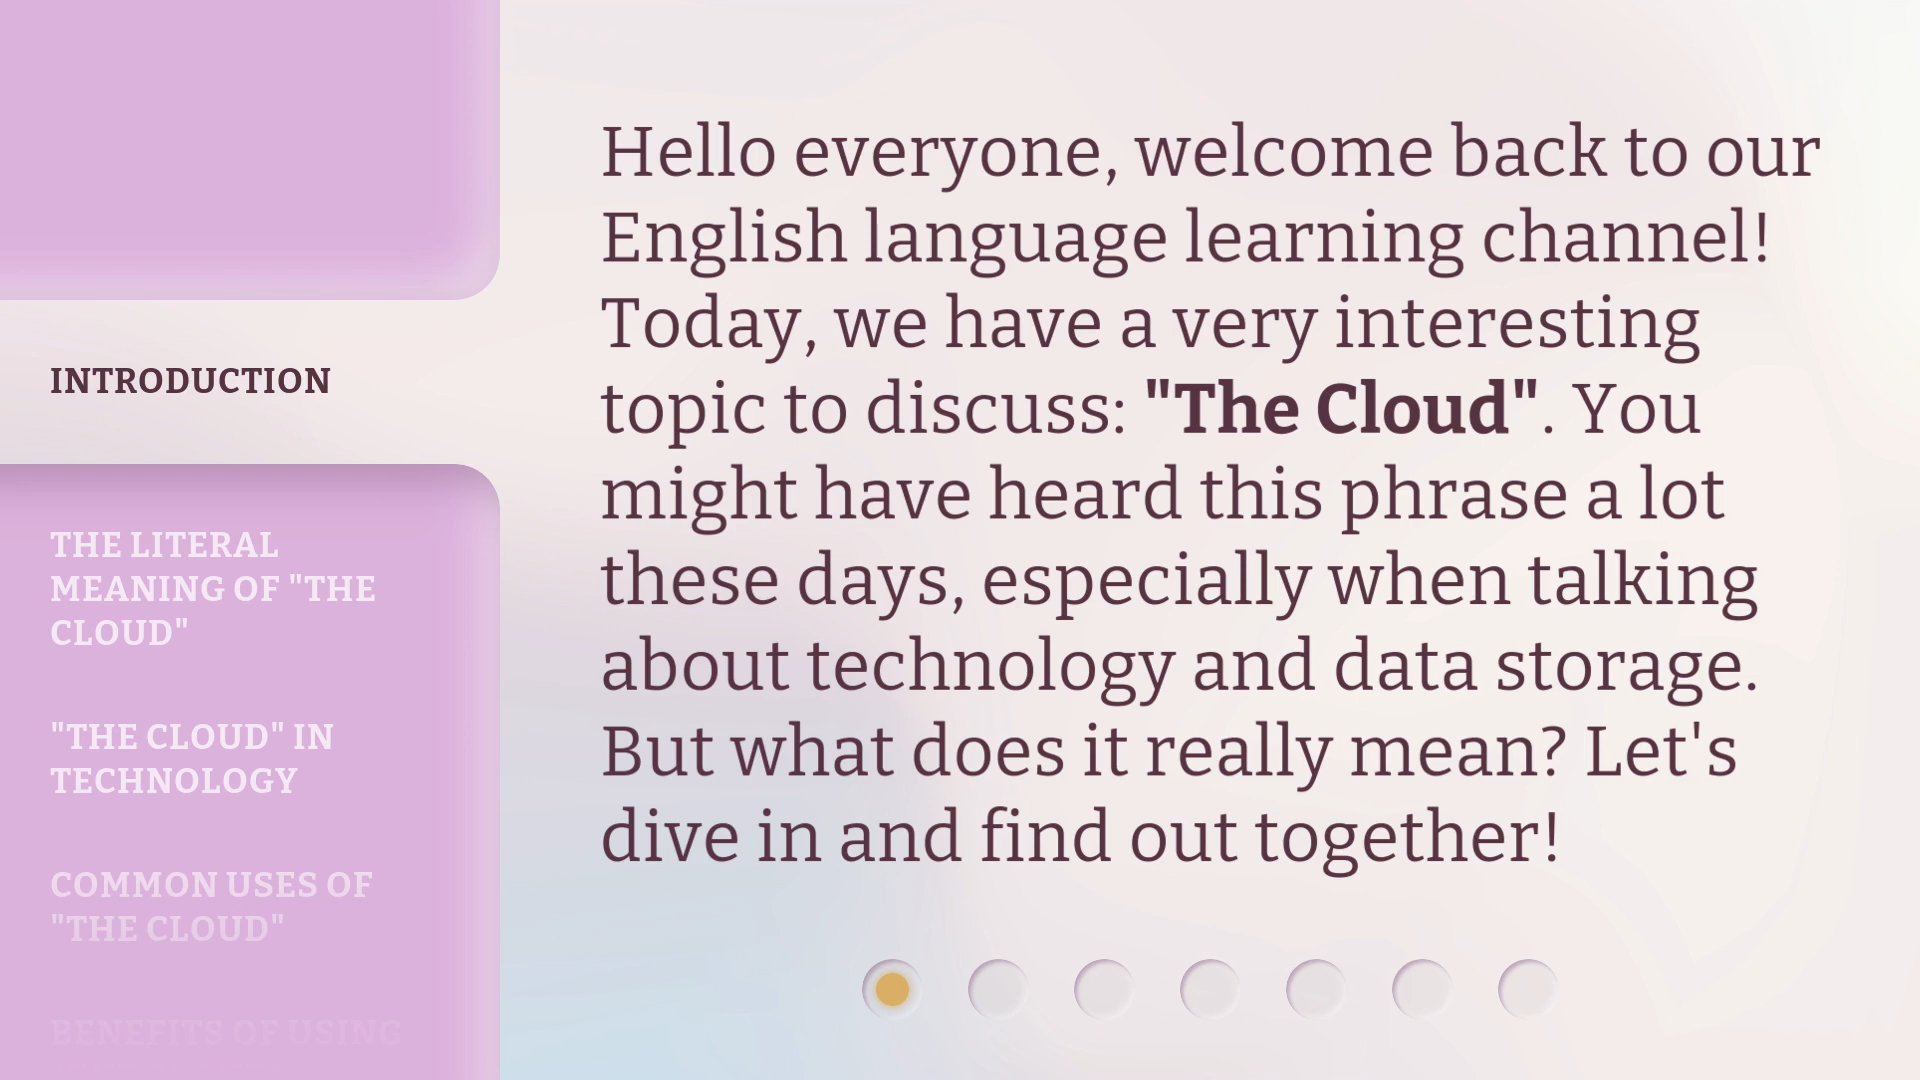 INTRODUCTION
THE LITERAL
MEANING OF "THE
CLOUD"
"THE CLOUD" IN
TECHNOLOGY
COMMON USES OF
"THE CLOUD"
BENEFITS OF USING
Hello everyone, welcome back to our
English language learning channel!
Today, we have a very interesting
topic to discuss: "The Cloud". You
might have heard this phrase a lot
these days, especially when talking
about technology and data storage.
But what does it really mean? Let's
dive in and find out together!